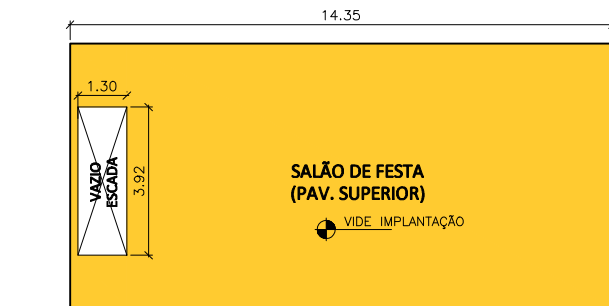 14.35
1.30
VAZIO
ESCADA
3.92
SALÃO DE FESTA
(PAV. SUPERIOR)
VIDE IMPLANTAÇÃO